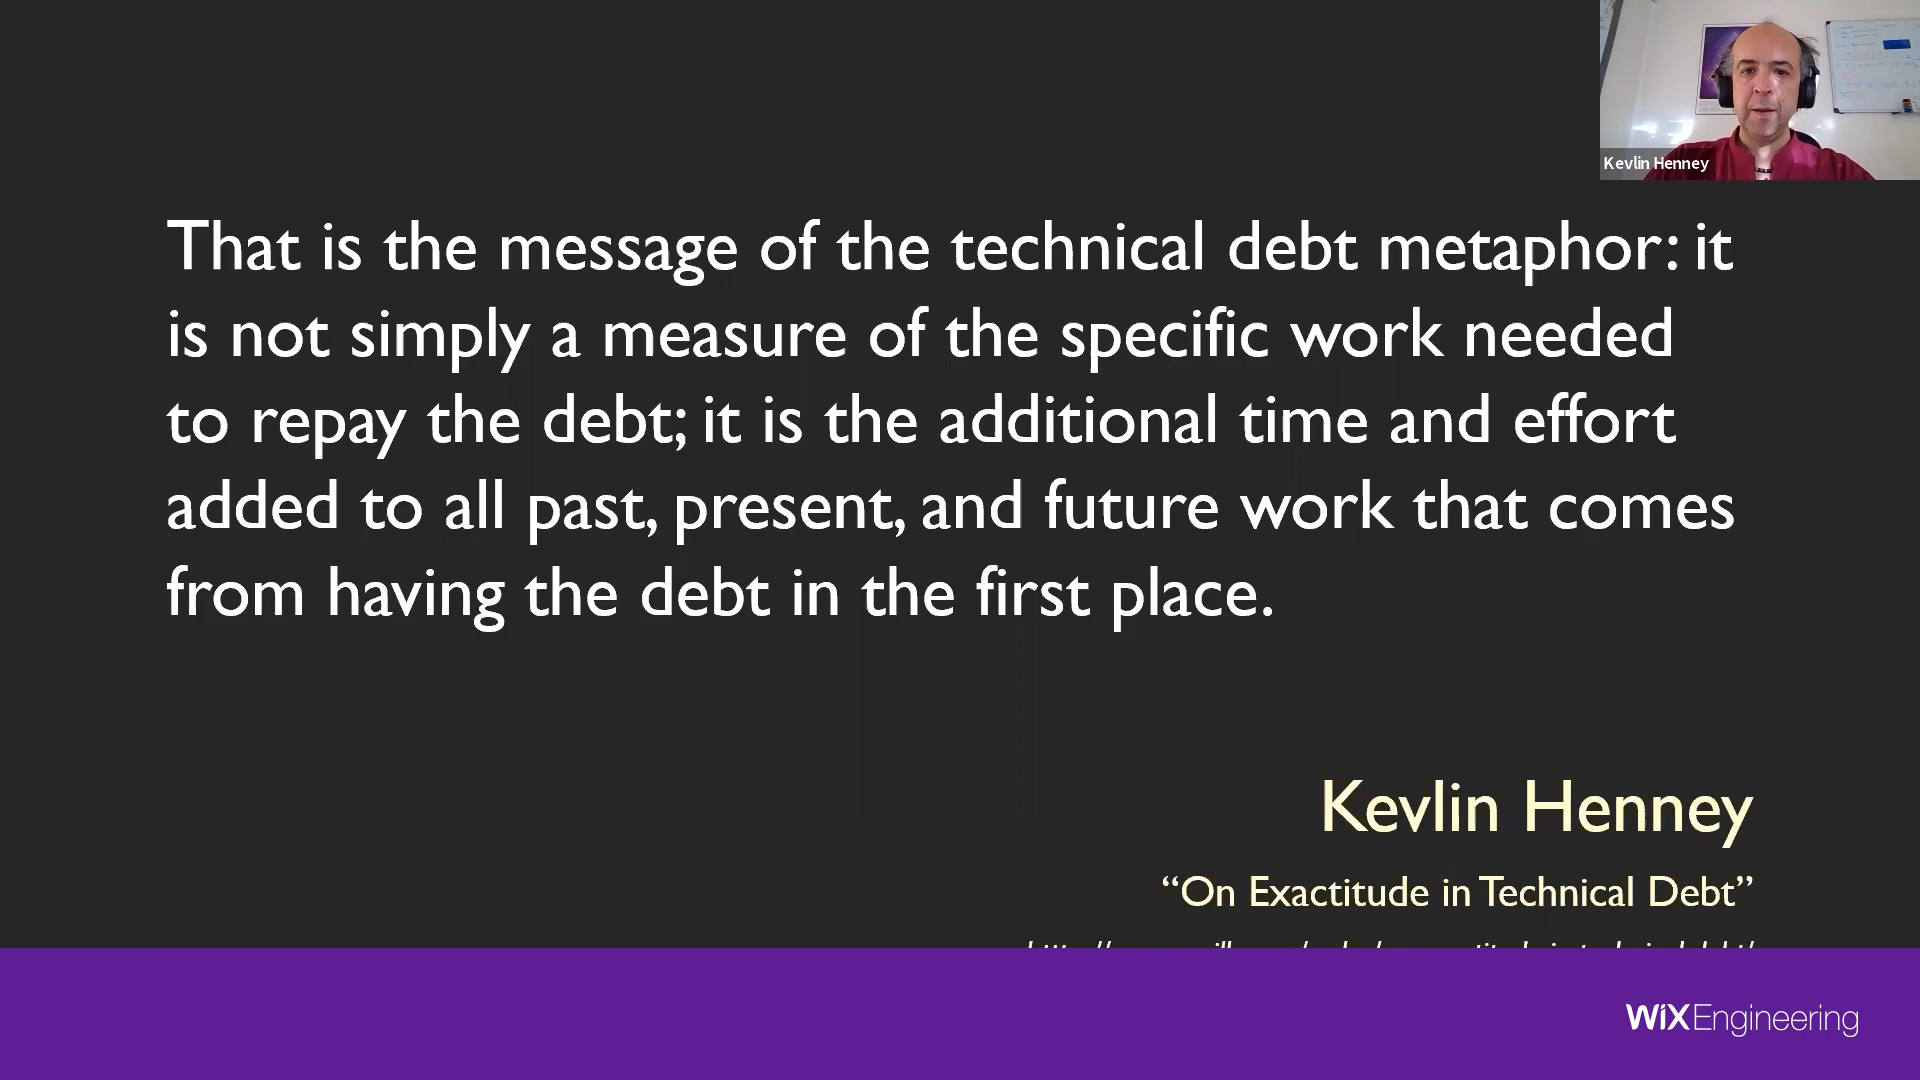 Kevlin Henney
That is the message of the technical debt metaphor: it
is not simply a measure of the specific work needed
to repay the debt; it is the additional time and effort
added to all past, present, and future work that comes
from having the debt in the first place.
Kevlin Henney
“On Exactitude in Technical Debt”
WiX Engineering